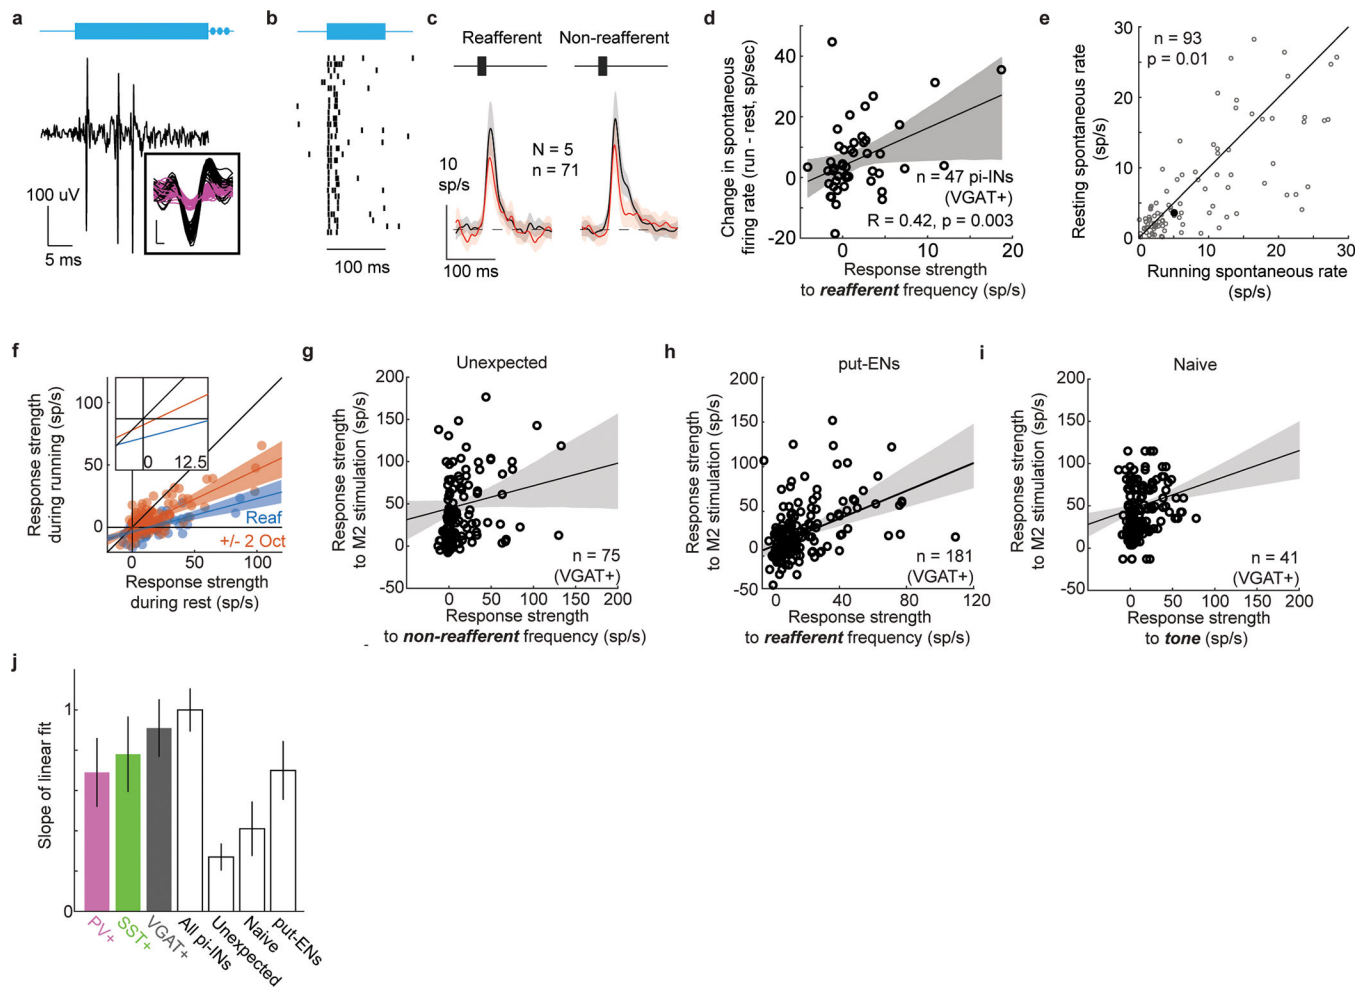 a
100 uV
5 ms
b
100 ms
c
Reafferent
Non-reafferent
10
sp/s
N = 5
n = 71
100 ms
d
Change in spontaneous
firing rate (run - rest, sp/sec)
40
20
0
-20
n = 47 pi-INs
(VGAT+)
R = 0.42, p = 0.003
0
10
20
Response strength
to reafferent frequency (sp/s)
e
Resting spontaneous rate
(sp/s)
30
20
10
0
n = 93
p = 0.01
0
10
20
30
Running spontaneous rate
(sp/s)
f
Response strength
during running (sp/s)
100
50
0
0
12.5
Reaf
+/- 2 Oct
0
50
100
Response strength
during rest (sp/s)
g
Unexpected
Response strength
to M2 stimulation (sp/s)
200
150
100
50
0
-50
n = 75
(VGAT+)
0
50
100
150
200
Response strength
to non-reafferent frequency (sp/s)
h
put-ENs
Response strength
to M2 stimulation (sp/s)
200
150
100
50
0
-50
n = 181
(VGAT+)
0
40
80
120
Response strength
to reafferent frequency (sp/s)
i
Naive
Response strength
to M2 stimulation (sp/s)
200
150
100
50
0
-50
n = 41
(VGAT+)
0
50
100
150
200
Response strength
to tone (sp/s)
j
Slope of linear fit
1
0
PV+
SST+
VGAT+
All pi-INs
Unexpected
Naive
put-ENs